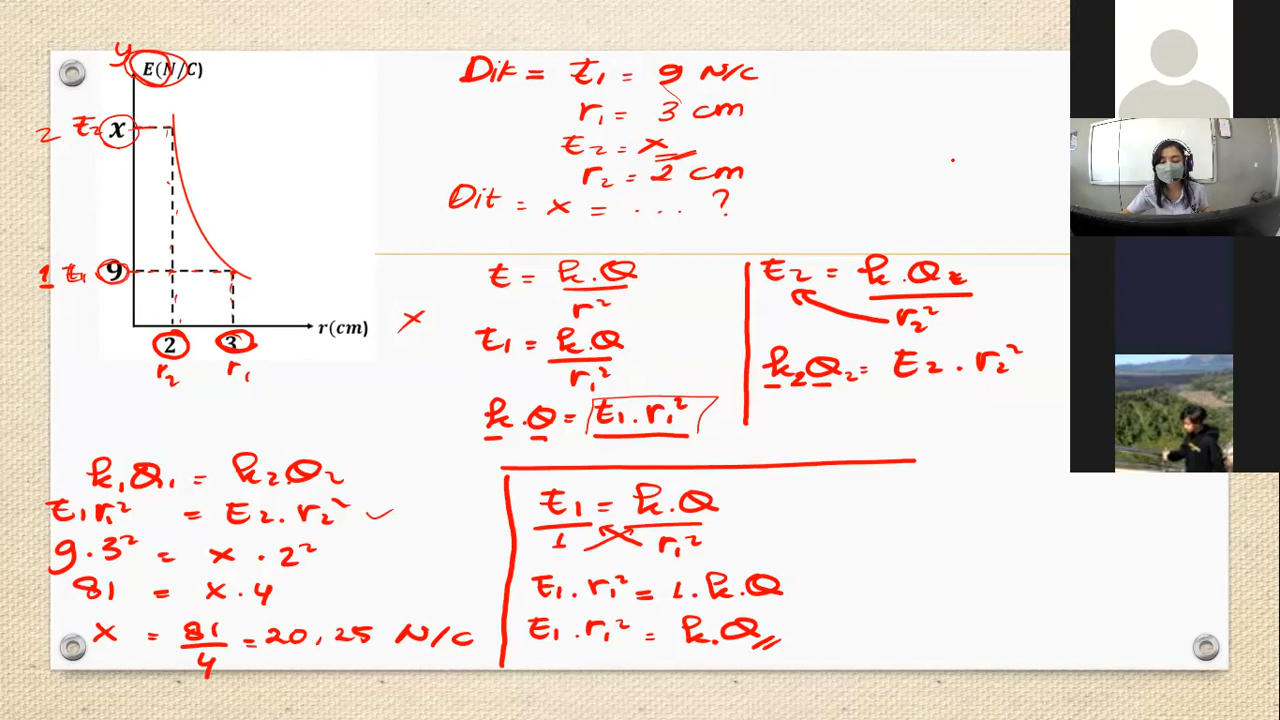 y
E(N/C)
2 E2 x
1 E1 9
2 3 r(cm)
r2 r1
Dik = E1 = 9 N/C
r1 = 3 cm
E2 = x
r2 = 2 cm
Dit = x = .... ?
x
E = k.Q/r²
E1 = k.Q/r1²
k.Q = E1.r1²
E2 = k.Q2/r2²
k2Q2 = E2.r2²
k1Q1 = k2Q2
E1r1² = E2.r2²
9.3² = x.2²
81 = x.4
x = 81/4 = 20,25 N/C
E1/1 = k.Q/r1²
E1.r1² = 1.k.Q
E1.r1² = k.Q